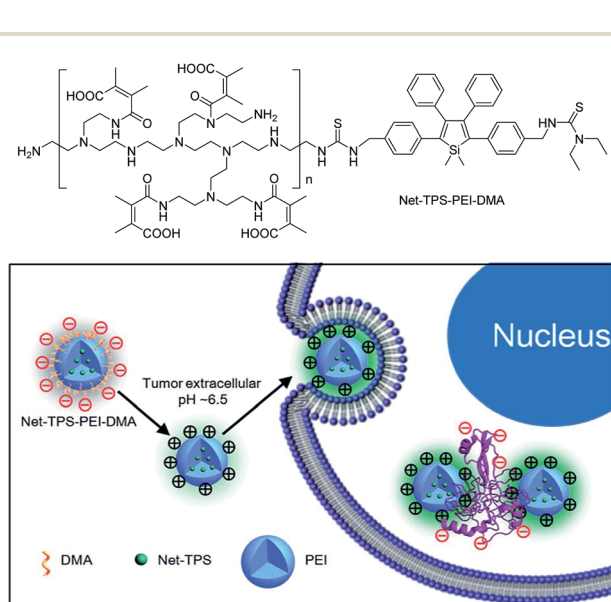 HOOC
HOOC
O
N
H
O
N
NH₂
H₂N
N
H
N
N
N
H
N
N
H
S
N
H
n
Si
H
N
S
N
O
N
H
COOH
N
H
N
O
HOOC
Net-TPS-PEI-DMA
Nucleus
Tumor extracellular
pH ~6.5
Net-TPS-PEI-DMA
DMA
Net-TPS
PEI